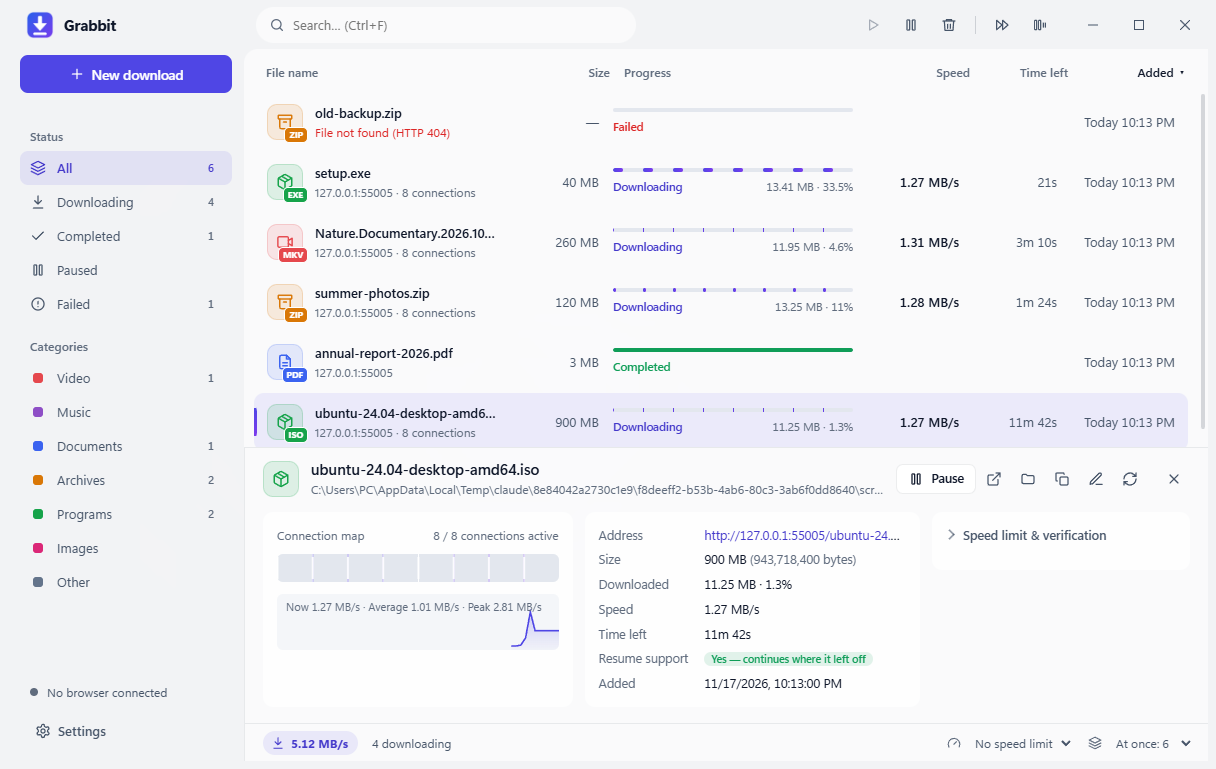 Grabbit
Search... (Ctrl+F)
New download
Status
All 6
Downloading 4
Completed 1
Paused
Failed 1
Categories
Video 1
Music
Documents 1
Archives 2
Programs 2
Images
Other
No browser connected
Settings
File name Size Progress Speed Time left Added
old-backup.zip
ZIP
File not found (HTTP 404)
— Failed Today 10:13 PM
setup.exe
EXE
127.0.0.1:55005 · 8 connections
40 MB Downloading 13.41 MB · 33.5% 1.27 MB/s 21s Today 10:13 PM
Nature.Documentary.2026.10...
MKV
127.0.0.1:55005 · 8 connections
260 MB Downloading 11.95 MB · 4.6% 1.31 MB/s 3m 10s Today 10:13 PM
summer-photos.zip
ZIP
127.0.0.1:55005 · 8 connections
120 MB Downloading 13.25 MB · 11% 1.28 MB/s 1m 24s Today 10:13 PM
annual-report-2026.pdf
PDF
127.0.0.1:55005
3 MB Completed Today 10:13 PM
ubuntu-24.04-desktop-amd6...
ISO
127.0.0.1:55005 · 8 connections
900 MB Downloading 11.25 MB · 1.3% 1.27 MB/s 11m 42s Today 10:13 PM
ubuntu-24.04-desktop-amd64.iso
C:\Users\PC\AppData\Local\Temp\claude\8e84042a2730c1e9\f8deeff2-b53b-4ab6-80c3-3ab6f0dd8640\scr...
Pause
Connection map 8 / 8 connections active
Now 1.27 MB/s · Average 1.01 MB/s · Peak 2.81 MB/s
Address http://127.0.0.1:55005/ubuntu-24....
Size 900 MB (943,718,400 bytes)
Downloaded 11.25 MB · 1.3%
Speed 1.27 MB/s
Time left 11m 42s
Resume support Yes — continues where it left off
Added 11/17/2026, 10:13:00 PM
Speed limit & verification
5.12 MB/s 4 downloading
No speed limit At once: 6